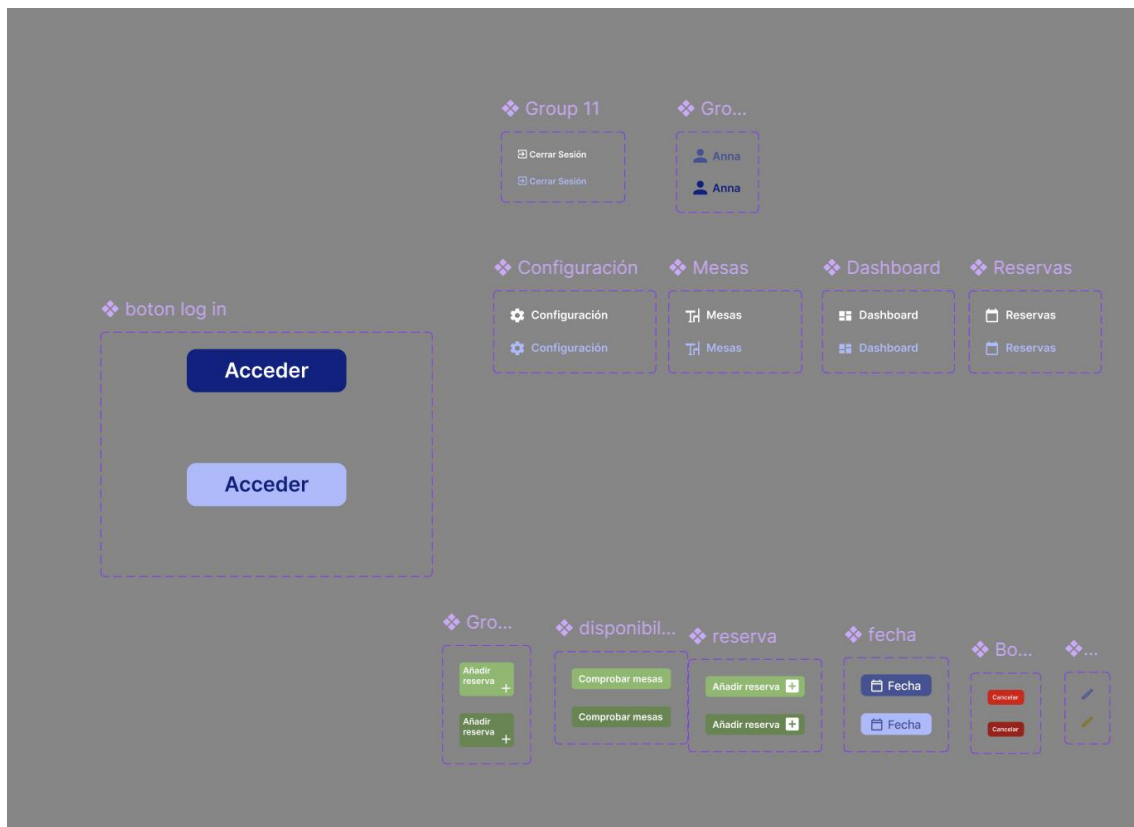 Group 11
Gro...
Cerrar Sesión
Cerrar Sesión
Anna
Anna
Configuración
Mesas
Dashboard
Reservas
Configuración
Configuración
Mesas
Mesas
Dashboard
Dashboard
Reservas
Reservas
boton log in
Acceder
Acceder
Gro...
disponibil...
reserva
fecha
Bo...
...
Añadir
reserva
Añadir
reserva
Comprobar mesas
Comprobar mesas
Añadir reserva
Añadir reserva
Fecha
Fecha
Cancelar
Cancelar